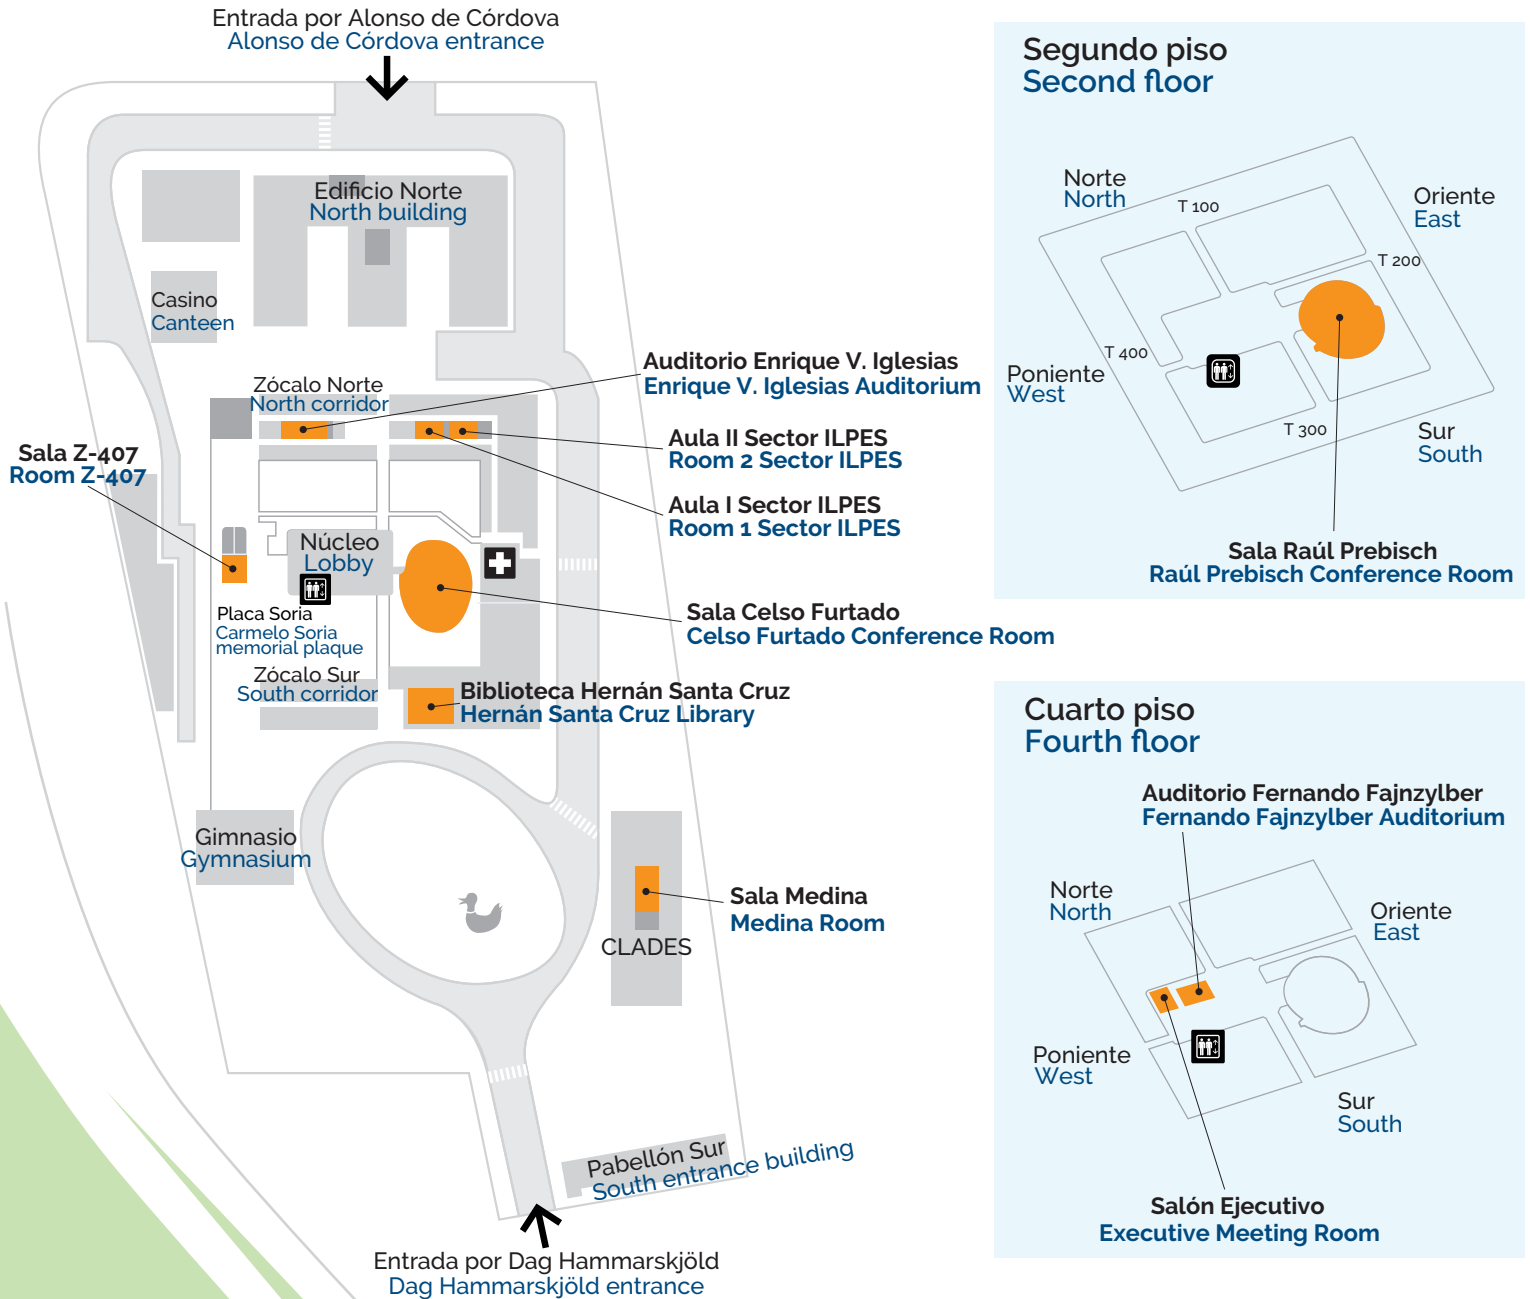 Entrada por Alonso de Córdova
Alonso de Córdova entrance
Edificio Norte
North building
Casino
Canteen
Zócalo Norte
North corridor
Auditorio Enrique V. Iglesias
Enrique V. Iglesias Auditorium
Aula II Sector ILPES
Room 2 Sector ILPES
Sala Z-407
Room Z-407
Aula I Sector ILPES
Room 1 Sector ILPES
Núcleo
Lobby
Placa Soria
Carmelo Soria
memorial plaque
Sala Celso Furtado
Celso Furtado Conference Room
Zócalo Sur
South corridor
Biblioteca Hernán Santa Cruz
Hernán Santa Cruz Library
Gimnasio
Gymnasium
Sala Medina
Medina Room
CLADES
Pabellón Sur
South entrance building
Entrada por Dag Hammarskjöld
Dag Hammarskjöld entrance
Segundo piso
Second floor
Norte
North
T 100
Oriente
East
T 200
T 400
Poniente
West
T 300
Sur
South
Sala Raúl Prebisch
Raúl Prebisch Conference Room
Cuarto piso
Fourth floor
Auditorio Fernando Fajnzylber
Fernando Fajnzylber Auditorium
Norte
North
Oriente
East
Poniente
West
Sur
South
Salón Ejecutivo
Executive Meeting Room